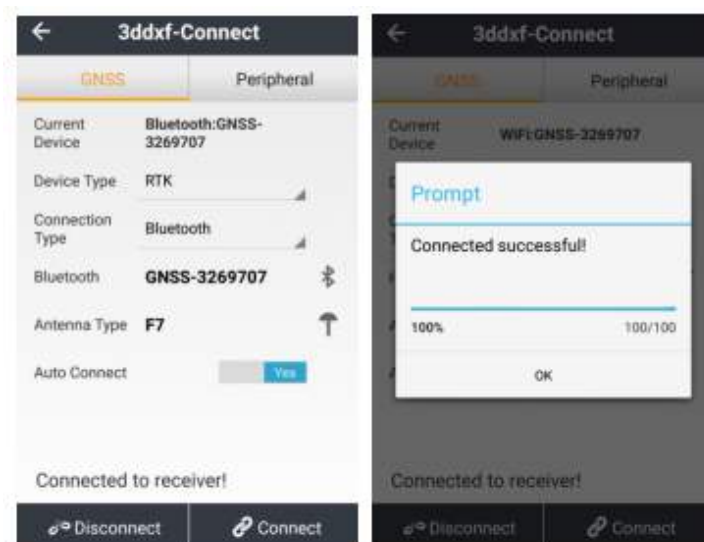 3ddxf-Connect
GNSS Peripheral
Current Device Bluetooth:GNSS-3269707
Device Type RTK
Connection Type Bluetooth
Bluetooth GNSS-3269707
Antenna Type F7
Auto Connect Yes
Connected to receiver!
Disconnect Connect
3ddxf-Connect
GNSS Peripheral
Current Device WiFi:GNSS-3269707
Prompt
Connected successful!
100% 100/100
OK
Connected to receiver!
Disconnect Connect